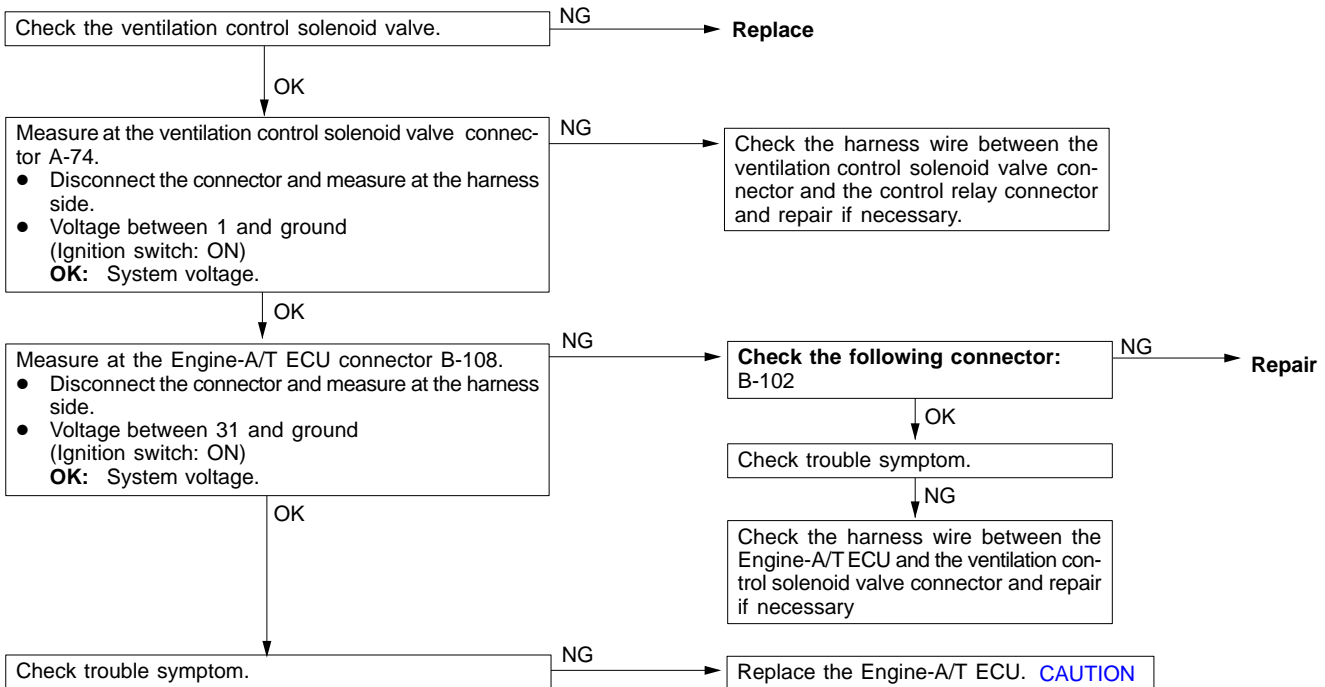 Check the ventilation control solenoid valve.
NG
Replace
OK
Measure at the ventilation control solenoid valve connec-
tor A-74.
● Disconnect the connector and measure at the harness
side.
● Voltage between 1 and ground
(Ignition switch: ON)
OK: System voltage.
NG
Check the harness wire between the
ventilation control solenoid valve con-
nector and the control relay connector
and repair if necessary.
OK
Measure at the Engine-A/T ECU connector B-108.
● Disconnect the connector and measure at the harness
side.
● Voltage between 31 and ground
(Ignition switch: ON)
OK: System voltage.
NG
Check the following connector:
B-102
NG
Repair
OK
Check trouble symptom.
NG
Check the harness wire between the
Engine-A/T ECU and the ventilation con-
trol solenoid valve connector and repair
if necessary
OK
Check trouble symptom.
NG
Replace the Engine-A/T ECU. CAUTION